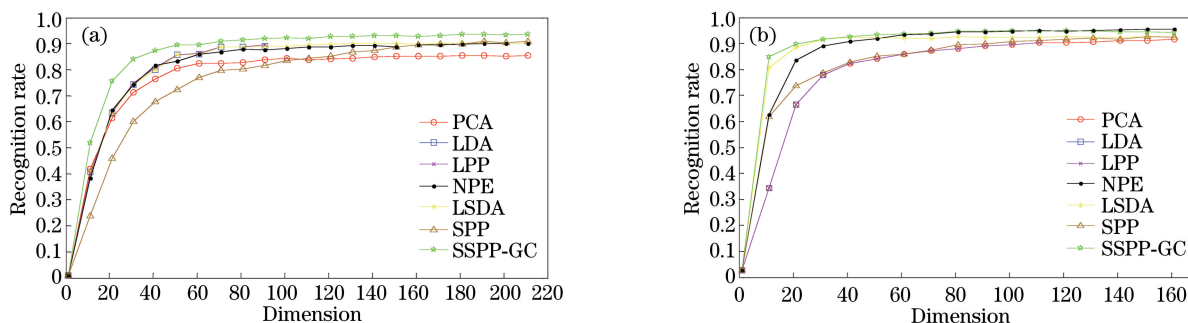 (a)
Recognition rate
1.0
0.9
0.8
0.7
0.6
0.5
0.4
0.3
0.2
0.1
0
PCA
LDA
LPP
NPE
LSDA
SPP
SSPP-GC
0 20 40 60 80 100 120 140 160 180 200 220
Dimension
(b)
Recognition rate
1.0
0.9
0.8
0.7
0.6
0.5
0.4
0.3
0.2
0.1
0
PCA
LDA
LPP
NPE
LSDA
SPP
SSPP-GC
0 20 40 60 80 100 120 140 160
Dimension